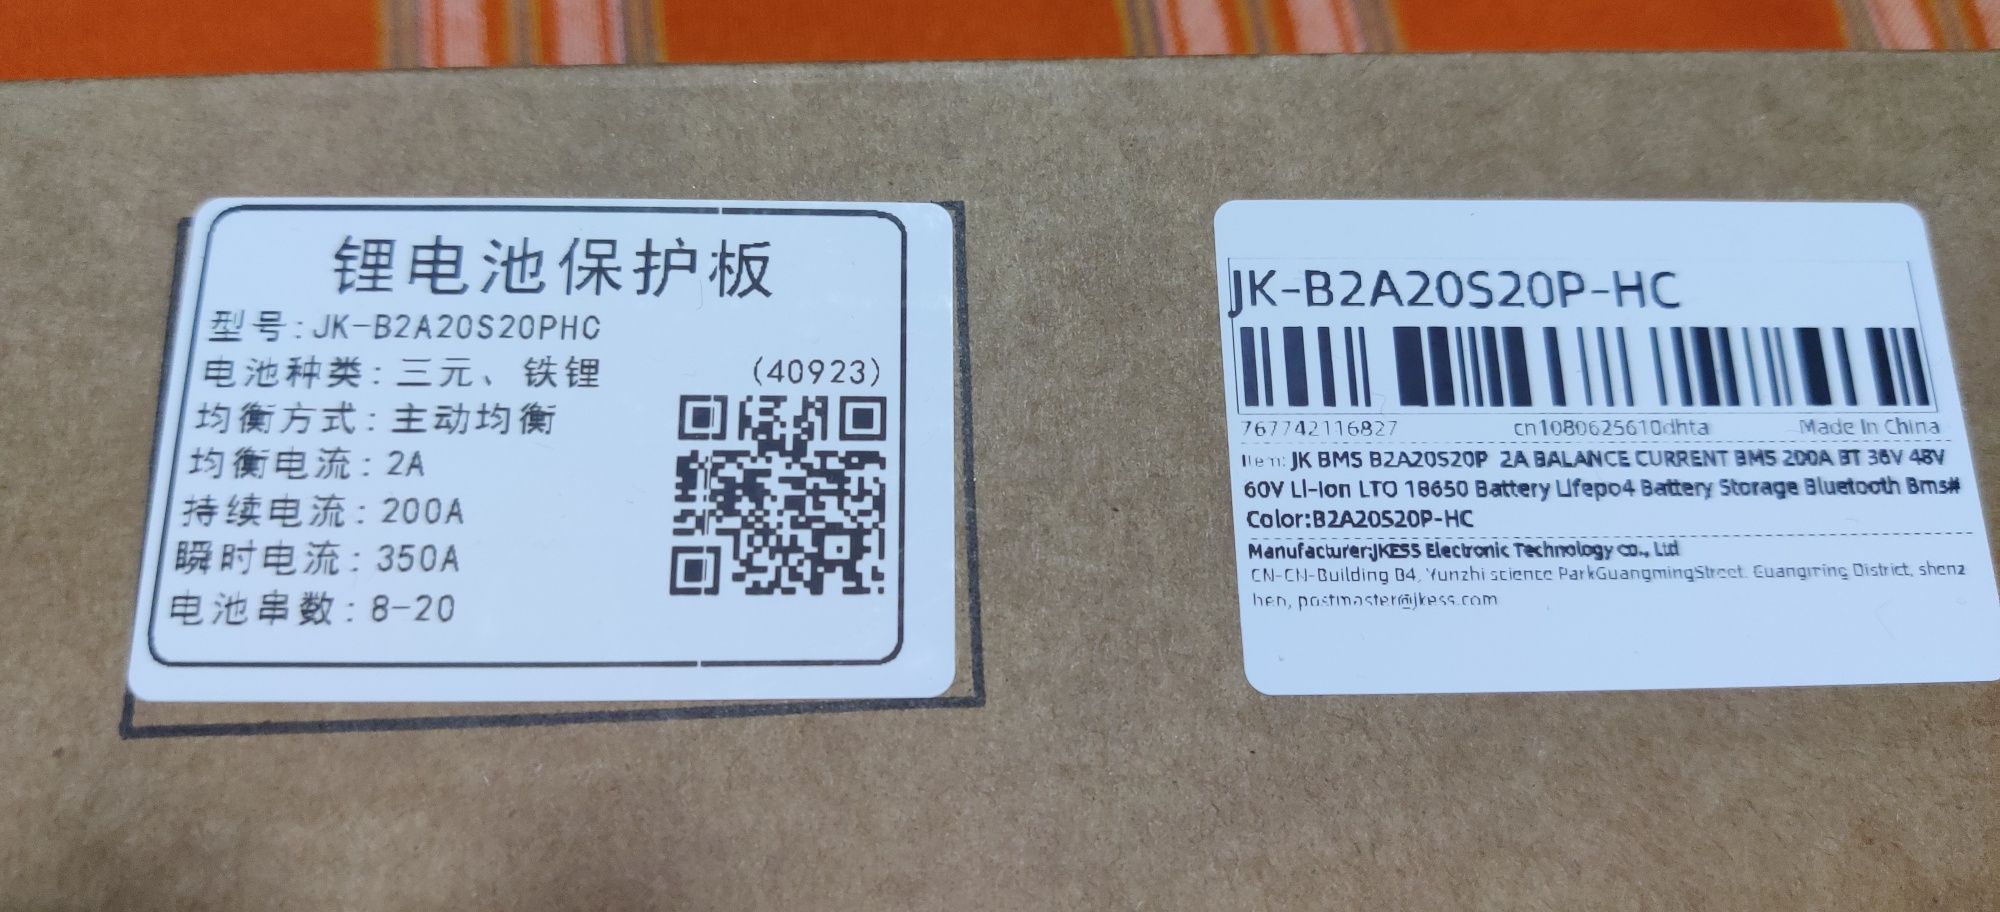 锂电池保护板
型号:JK-B2A20S20PHC
电池种类:三元、铁锂
(40923)
均衡方式:主动均衡
均衡电流:2A
持续电流:200A
瞬时电流:350A
电池串数:8-20
JK-B2A20S20P-HC
767742116827 cn1080625610dhta Made In China
Item: JK BMS B2A20S20P 2A BALANCE CURRENT BMS 200A BT 36V 48V
60V Li-Ion LTO 18650 Battery Lifepo4 Battery Storage Bluetooth Bms#
Color:B2A20S20P-HC
Manufacturer:JKESS Electronic Technology co., Ltd
CN-CN-Building B4, Yunzhi science ParkGuangmingStreet. Guangming District, shenz
hen, postmaster@jkess.com